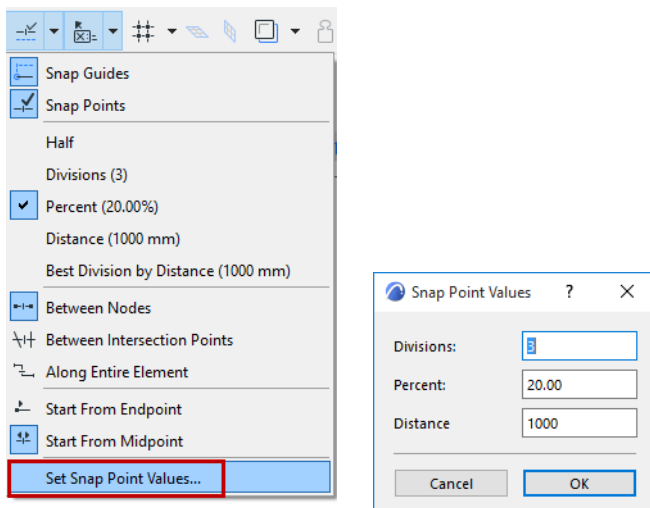 Snap Guides
Snap Points
Half
Divisions (3)
Percent (20.00%)
Distance (1000 mm)
Best Division by Distance (1000 mm)
Between Nodes
Between Intersection Points
Along Entire Element
Start From Endpoint
Start From Midpoint
Set Snap Point Values...
Snap Point Values ?
Divisions: 3
Percent: 20.00
Distance 1000
Cancel OK